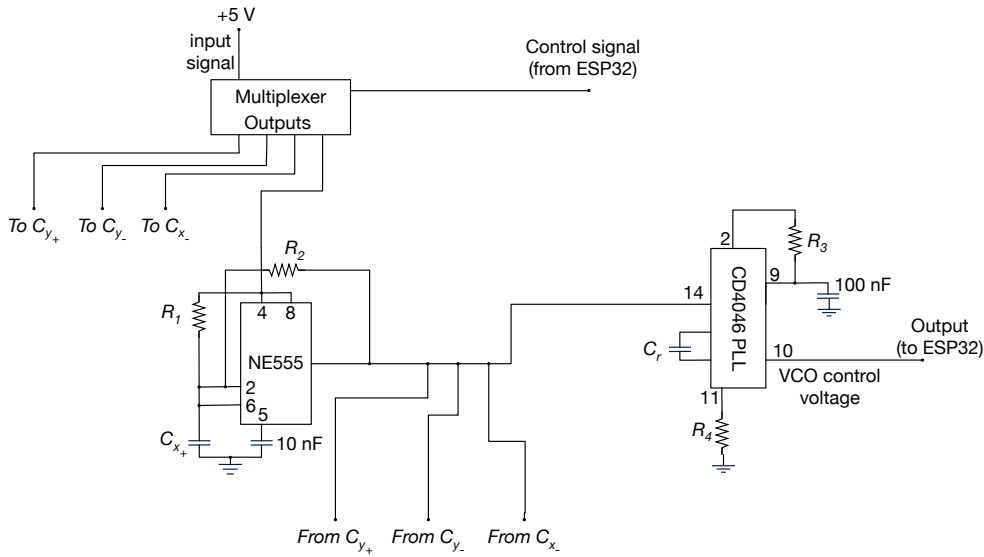 +5 V
input
signal
Control signal
(from ESP32)
Multiplexer
Outputs
To Cy+
To Cy-
To Cx-
R2
R1
4 8
NE555
2
6
5
Cx+
10 nF
From Cy+
From Cy-
From Cx-
2
R3
9
100 nF
14
CD4046 PLL
Cr
10
Output
(to ESP32)
VCO control
voltage
11
R4